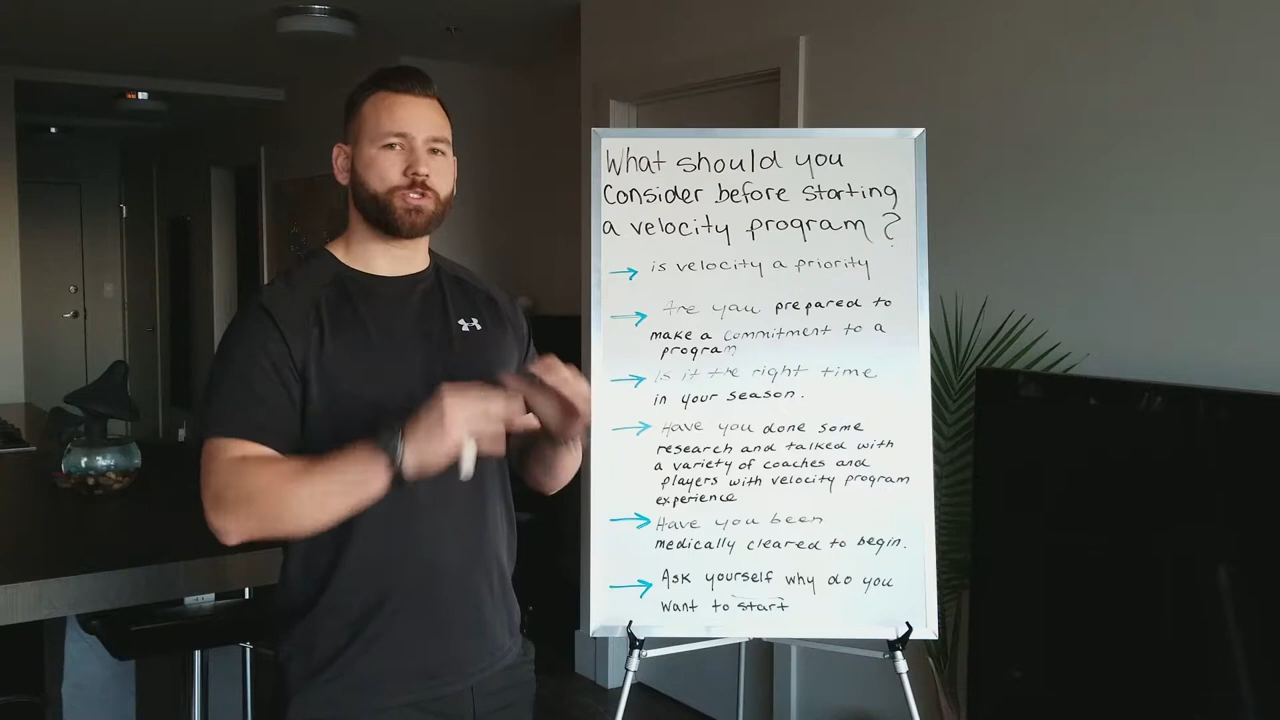 What should you
Consider before starting
a velocity program?
is velocity a priority
Are you prepared to
make a commitment to a
program
Is it the right time
in your season.
Have you done some
research and talked with
a variety of coaches and
players with velocity program
experience
Have you been
medically cleared to begin.
Ask yourself why do you
want to start